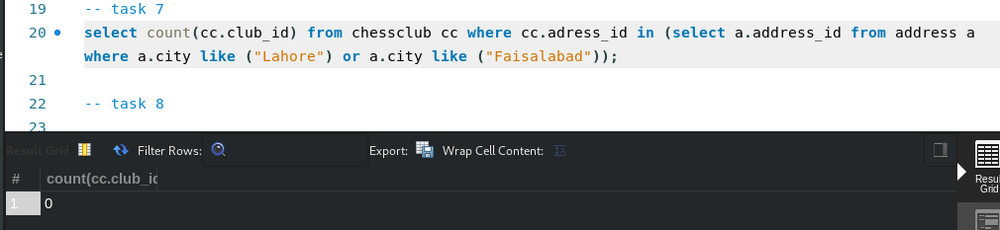 19 -- task 7
20 select count(cc.club_id) from chessclub cc where cc.adress_id in (select a.address_id from address a
where a.city like ("Lahore") or a.city like ("Faisalabad"));
21
22 -- task 8
23
Result Grid Filter Rows: Export: Wrap Cell Content: IA
# count(cc.club_id
1 0
Resu
Grid